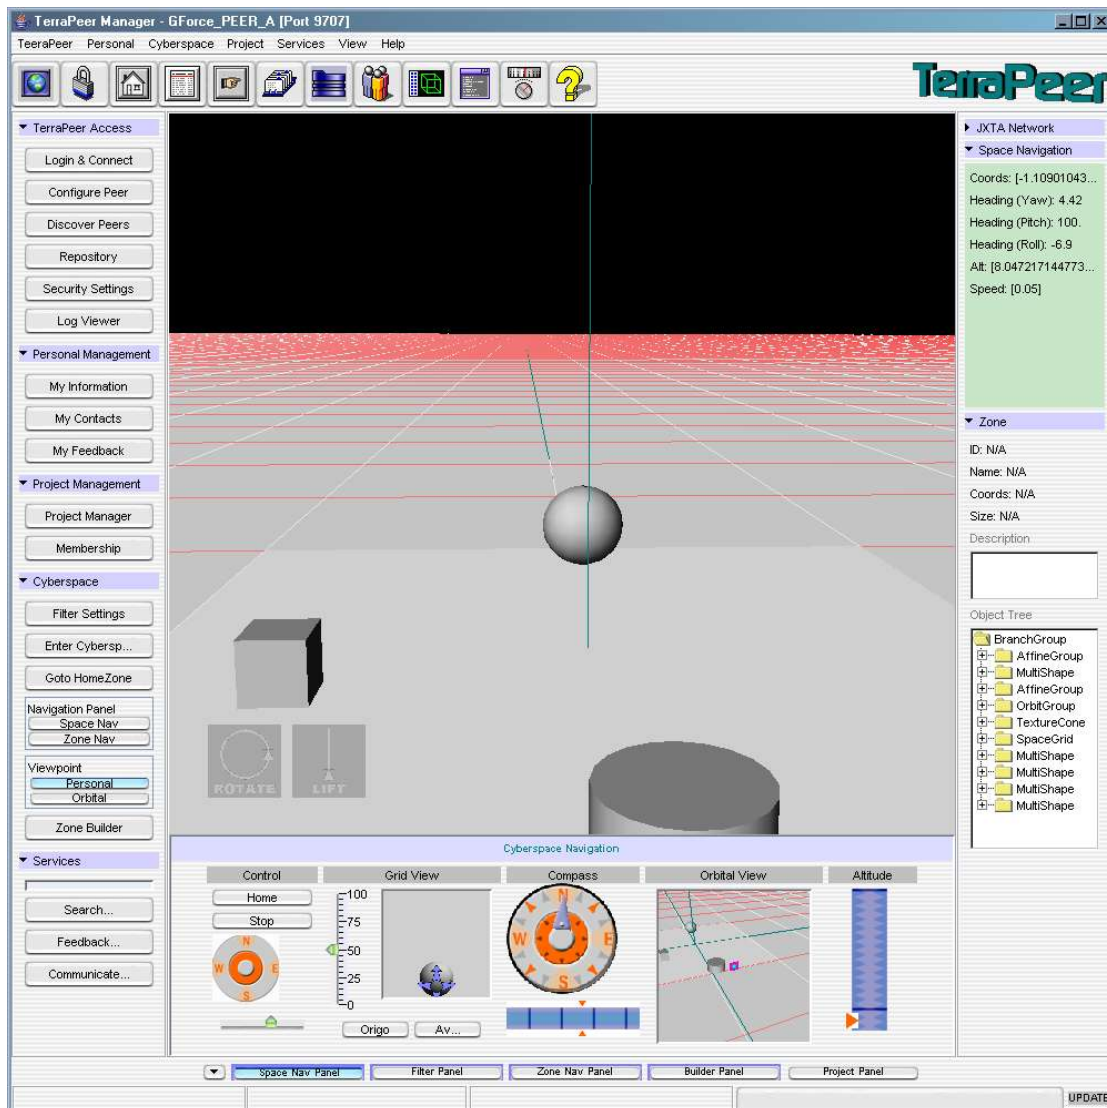 TerraPeer Manager - GForce_PEER_A [Port 9707]
TeeraPeer Personal Cyberspace Project Services View Help
TerraPeer
TerraPeer Access
Login & Connect
Configure Peer
Discover Peers
Repository
Security Settings
Log Viewer
Personal Management
My Information
My Contacts
My Feedback
Project Management
Project Manager
Membership
Cyberspace
Filter Settings
Enter Cybersp...
Goto HomeZone
Navigation Panel
Space Nav
Zone Nav
Viewpoint
Personal
Orbital
Zone Builder
Services
Search...
Feedback...
Communicate...
ROTATE
LIFT
JXTA Network
Space Navigation
Coords: [-1.10901043...
Heading (Yaw): 4.42
Heading (Pitch): 100.
Heading (Roll): -6.9
Alt: [8.047217144773...
Speed: [0.05]
Zone
ID: N/A
Name: N/A
Coords: N/A
Size: N/A
Description
Object Tree
BranchGroup
AffineGroup
MultiShape
AffineGroup
OrbitGroup
TextureCone
SpaceGrid
MultiShape
MultiShape
MultiShape
MultiShape
Cyberspace Navigation
Control
Home
Stop
N
W E
S
Grid View
100
75
50
25
0
Origo
Av...
Compass
N
W E
S
Orbital View
Altitude
Space Nav Panel
Filter Panel
Zone Nav Panel
Builder Panel
Project Panel
UPDATE